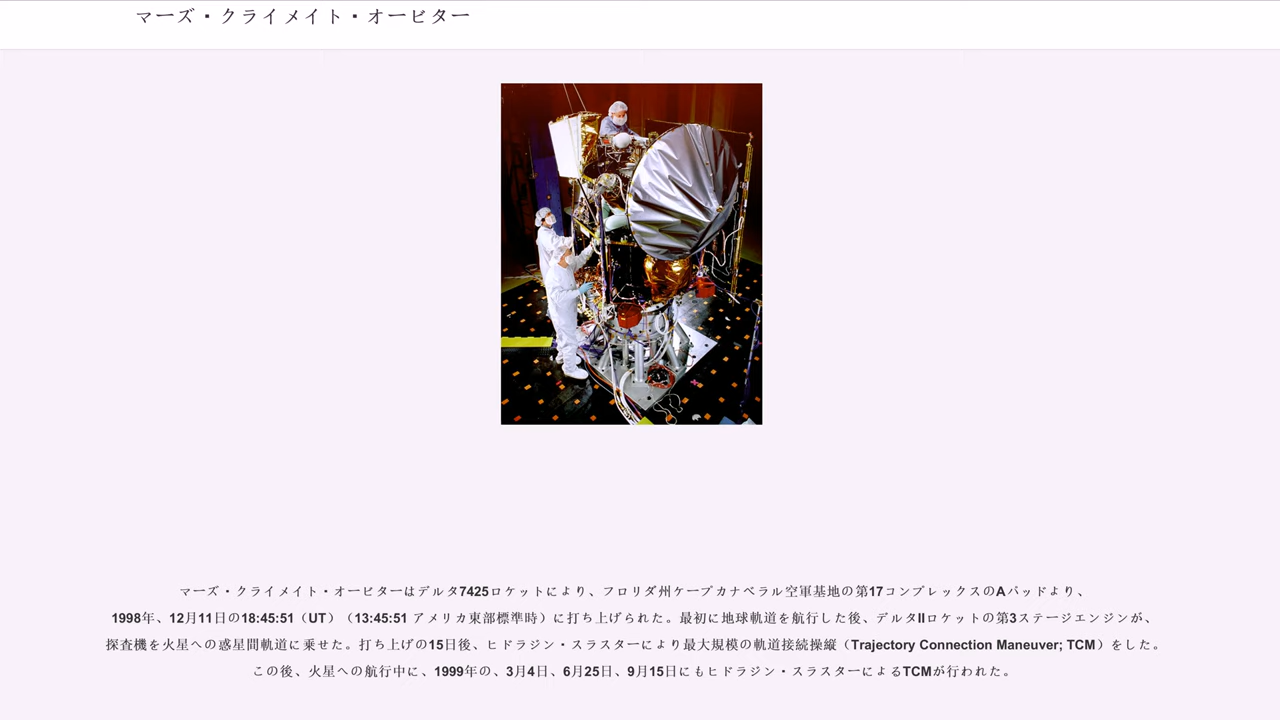 マーズ・クライメイト・オービター
マーズ・クライメイト・オービターはデルタ7425ロケットにより、フロリダ州ケープカナベラル空軍基地の第17コンプレックスのAパッドより、
1998年、12月11日の18:45:51（UT）（13:45:51 アメリカ東部標準時）に打ち上げられた。最初に地球軌道を航行した後、デルタIIロケットの第3ステージエンジンが、
探査機を火星への惑星間軌道に乗せた。打ち上げの15日後、ヒドラジン・スラスターにより最大規模の軌道接続操縦（Trajectory Connection Maneuver; TCM）をした。
この後、火星への航行中に、1999年の、3月4日、6月25日、9月15日にもヒドラジン・スラスターによるTCMが行われた。